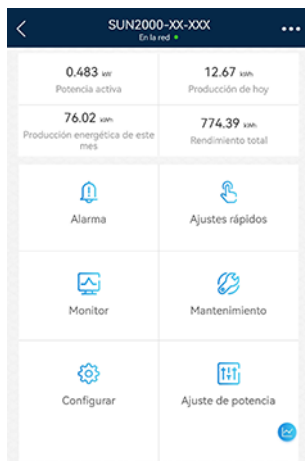 SUN2000-XX-XXX
En la red
0.483 kW
12.67 kWh
Potencia activa
Producción de hoy
76.02 kWh
774.39 kWh
Producción energética de este
mes
Rendimiento total
Alarma
Ajustes rápidos
Monitor
Mantenimiento
Configurar
Ajuste de potencia